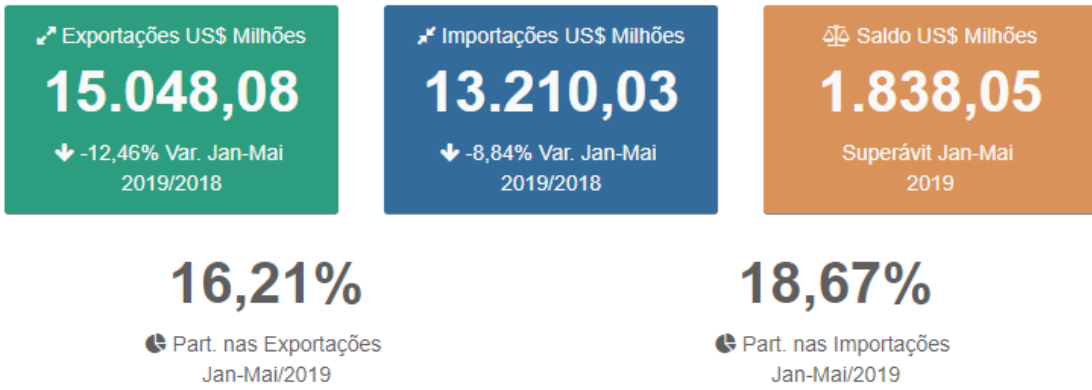 Exportações US$ Milhões
15.048,08
-12,46% Var. Jan-Mai
2019/2018
Importações US$ Milhões
13.210,03
-8,84% Var. Jan-Mai
2019/2018
Saldo US$ Milhões
1.838,05
Superávit Jan-Mai
2019
16,21%
Part. nas Exportações
Jan-Mai/2019
18,67%
Part. nas Importações
Jan-Mai/2019